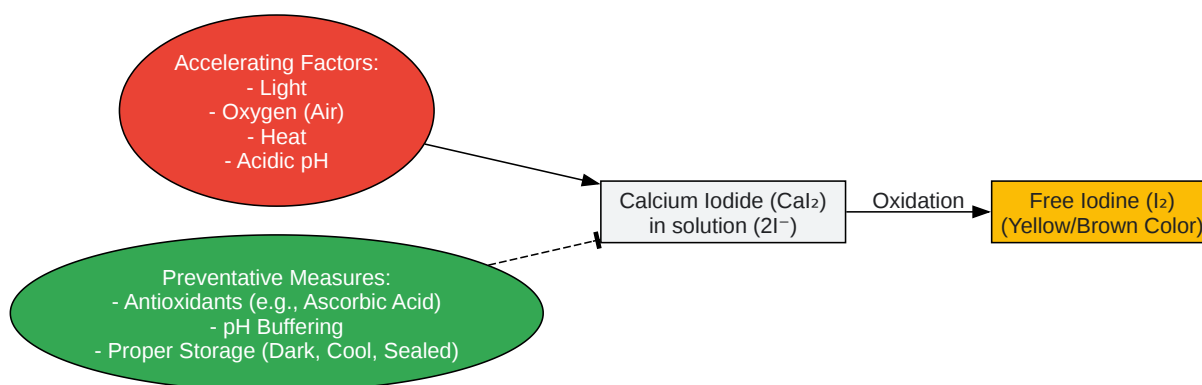 Accelerating Factors:
- Light
- Oxygen (Air)
- Heat
- Acidic pH
Calcium Iodide (CaI₂)
in solution (2I⁻)
Oxidation
Free Iodine (I₂)
(Yellow/Brown Color)
Preventative Measures:
- Antioxidants (e.g., Ascorbic Acid)
- pH Buffering
- Proper Storage (Dark, Cool, Sealed)